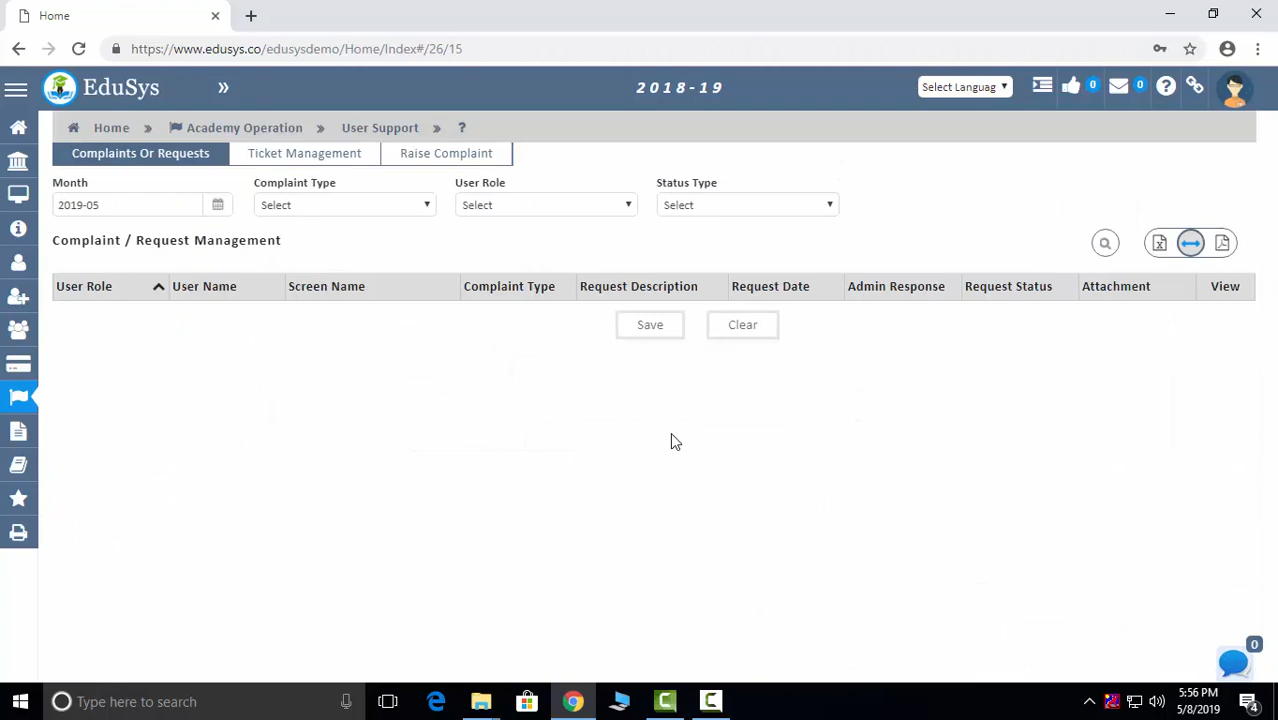 Home
https://www.edusys.co/edusysdemo/Home/Index#/26/15
EduSys » 2018-19 Select Languag 0 0
Home » Academy Operation » User Support » ?
Complaints Or Requests Ticket Management Raise Complaint
Month Complaint Type User Role Status Type
2019-05 Select Select Select
Complaint / Request Management
User Role User Name Screen Name Complaint Type Request Description Request Date Admin Response Request Status Attachment View
Save Clear
0
Type here to search
5:56 PM
5/8/2019
4